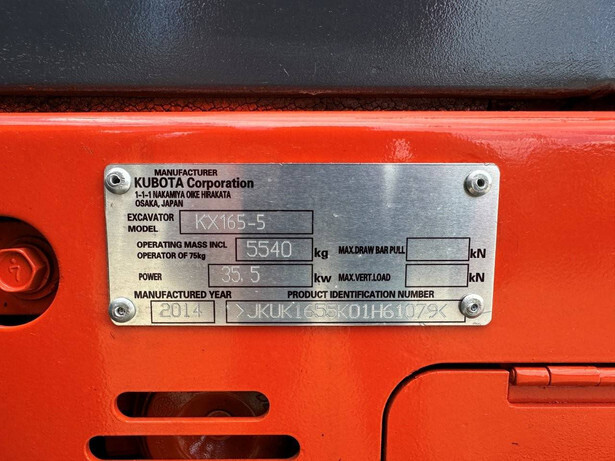 MANUFACTURER
KUBOTA Corporation
1-1-1 NAKAMIYA OIKE HIRAKATA
OSAKA, JAPAN
EXCAVATOR MODEL KX165-5
OPERATING MASS INCL OPERATOR OF 75kg 5540 kg MAX.DRAW BAR PULL kN
POWER 35,5 kw MAX.VERT.LOAD kN
MANUFACTURED YEAR PRODUCT IDENTIFICATION NUMBER
2014 >JKUK1655K01H61079<
7